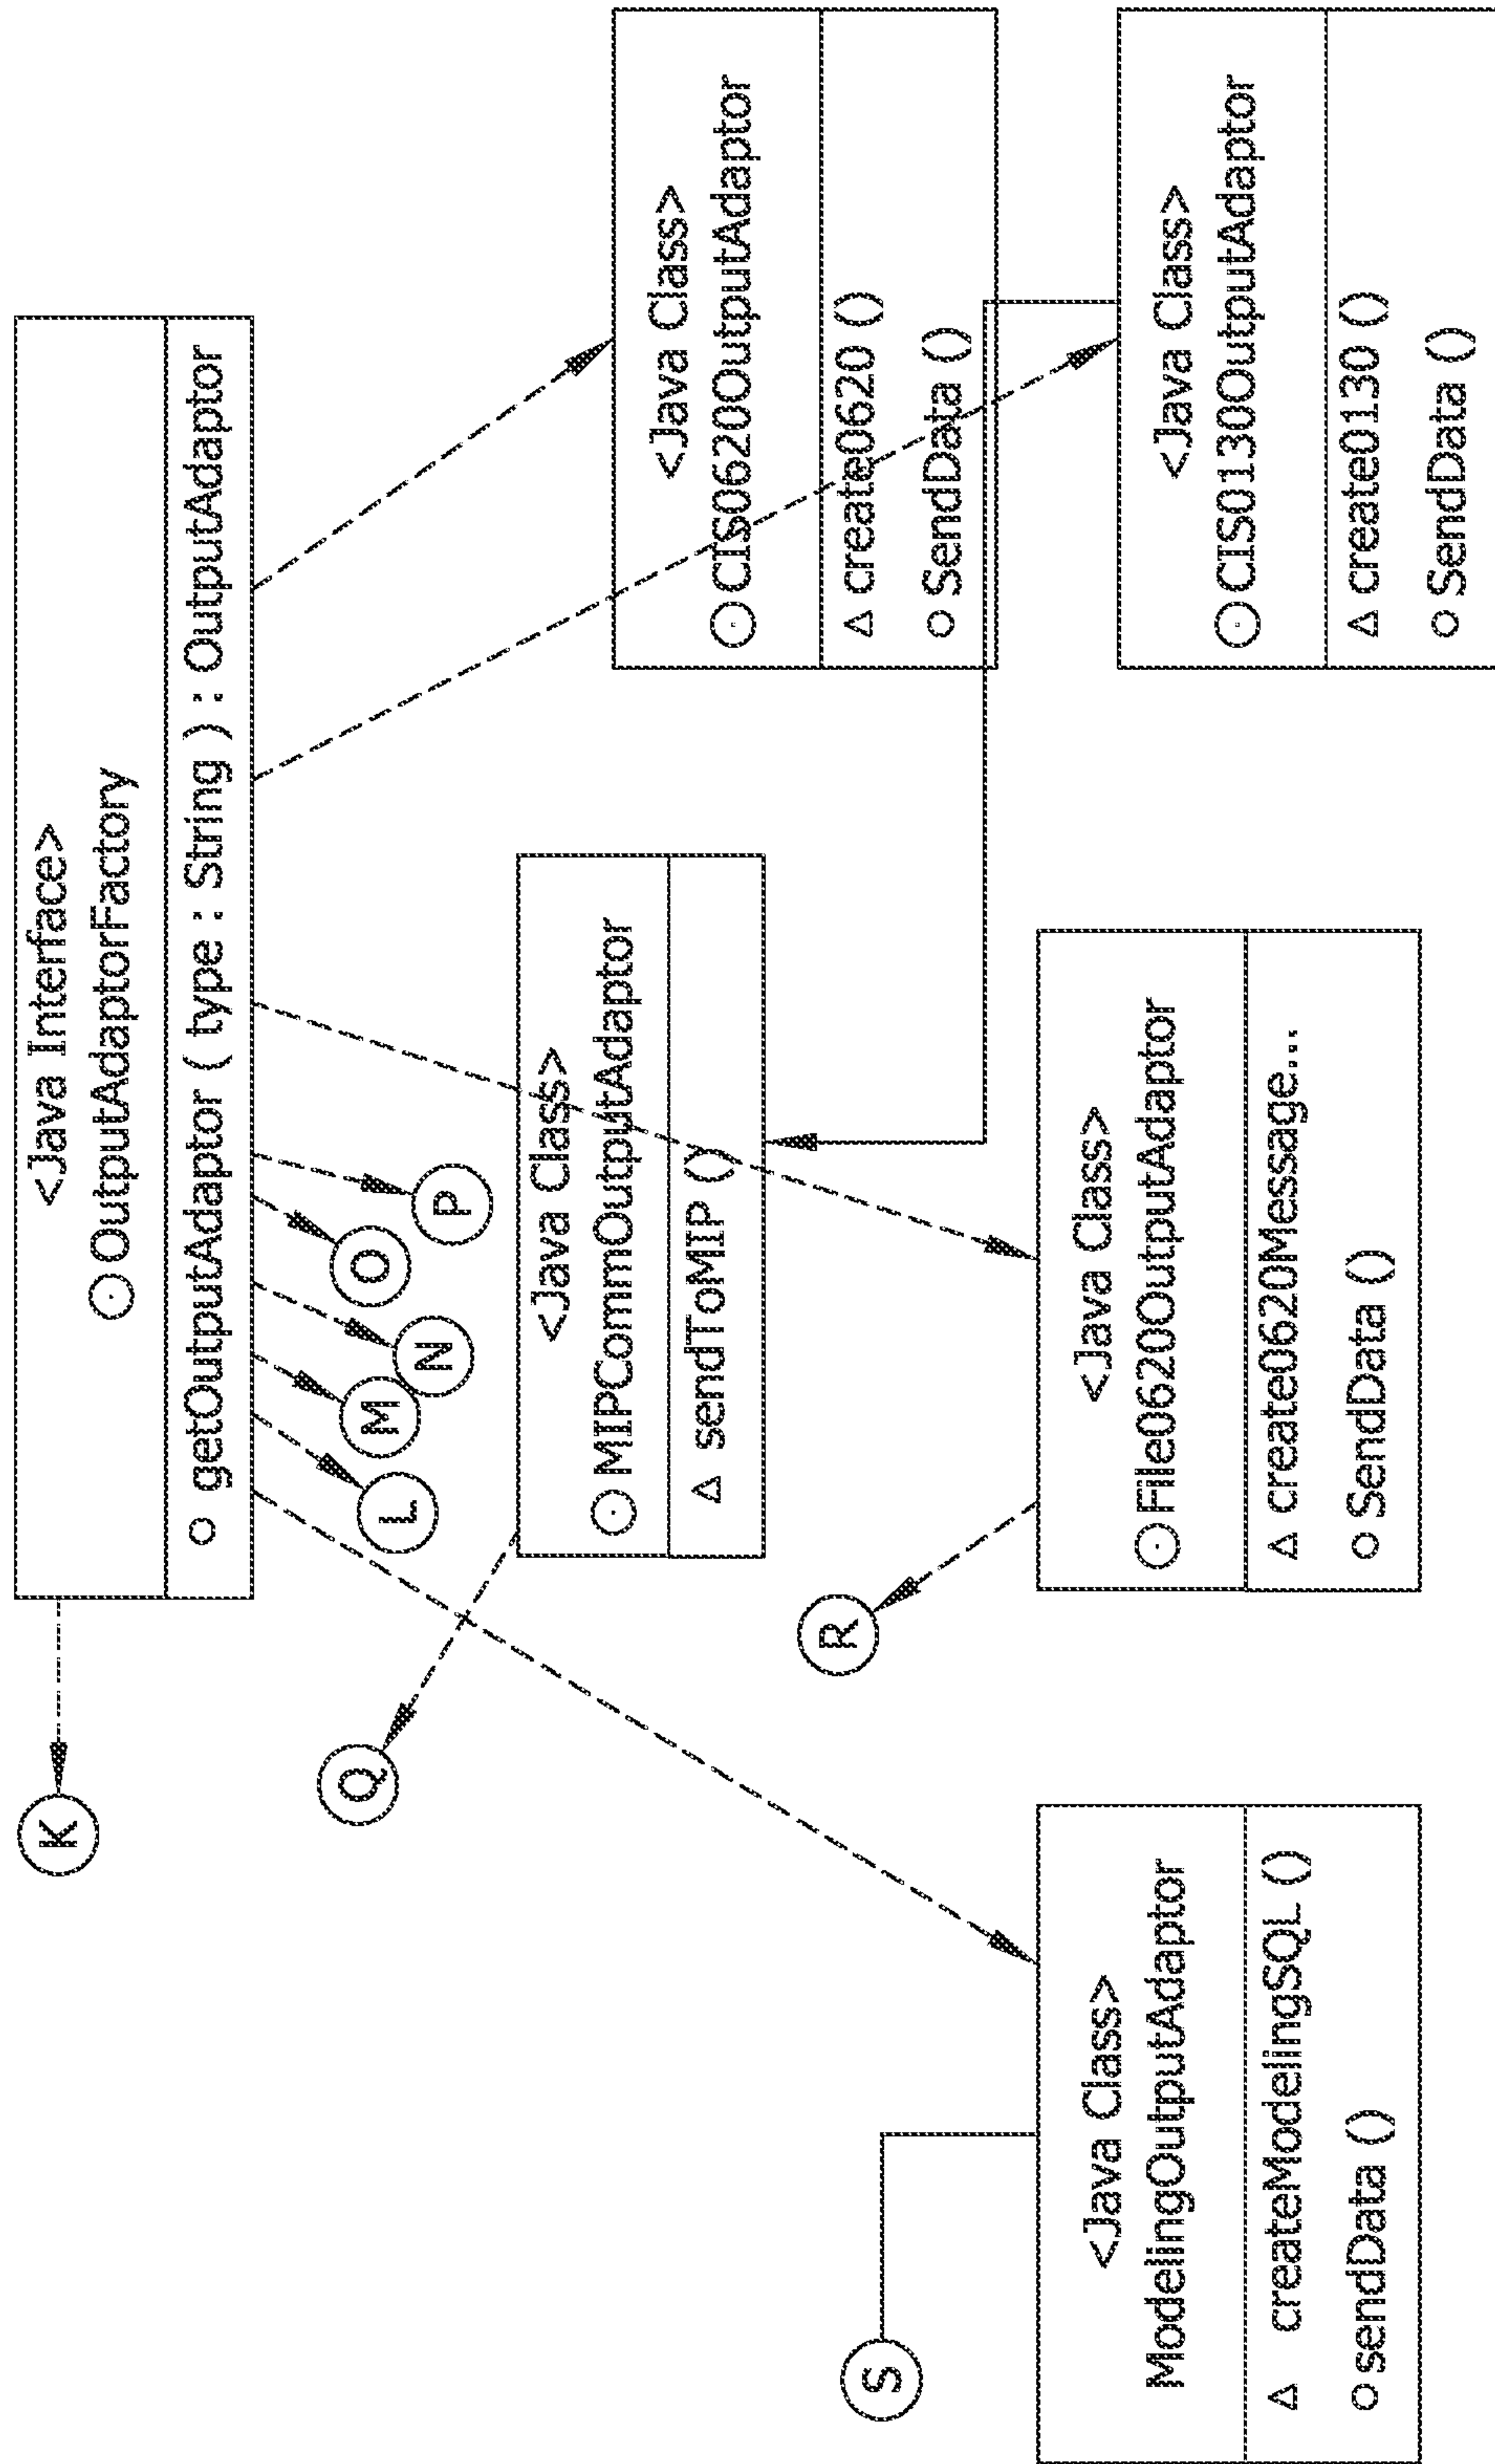 <Java Interface>
OutputAdaptorFactory
getOutputAdaptor ( type : String ) : OutputAdaptor
K
L
M
N
O
P
Q
<Java Class>
MIPCommOutputAdaptor
sendToMIP ()
<Java Class>
CIS0620OutputAdaptor
create0620 ()
SendData ()
R
S
<Java Class>
ModelingOutputAdaptor
createModelingSQL ()
sendData ()
<Java Class>
File0620OutputAdaptor
create0620Message...
SendData ()
<Java Class>
CIS0130OutputAdaptor
create0130 ()
SendData ()